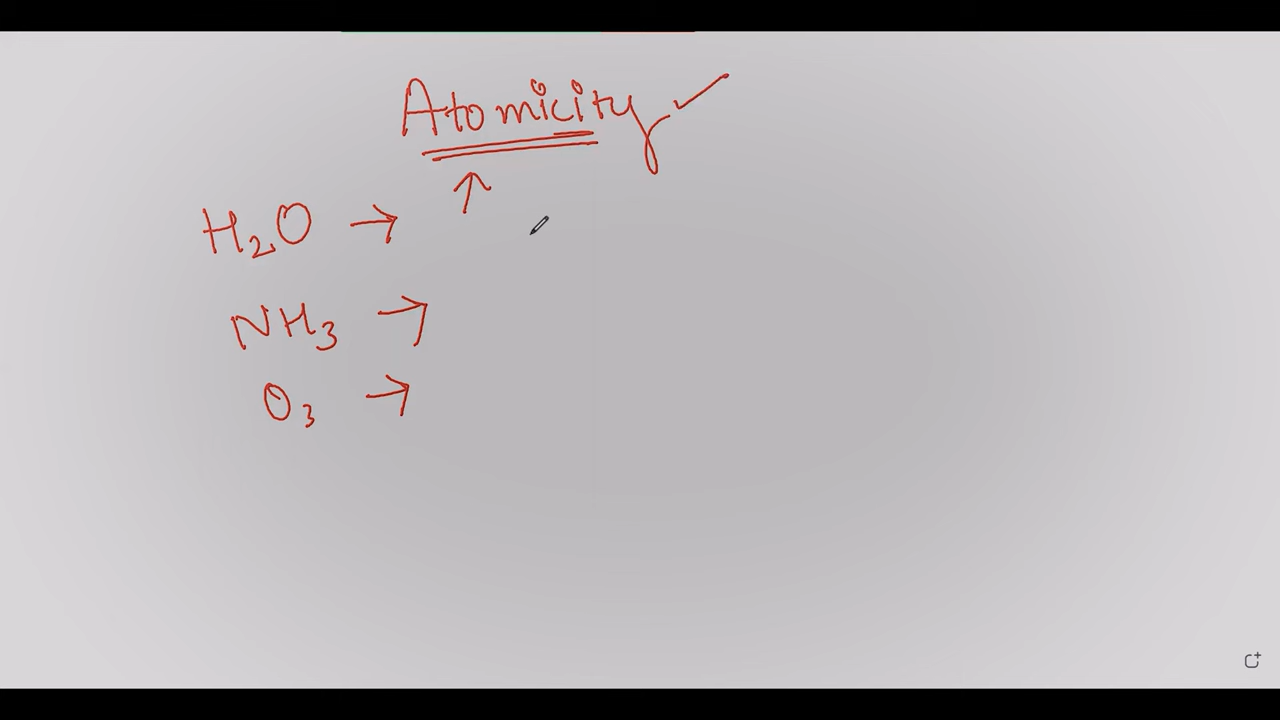 Atomicity ✓
↑
H₂O →
NH₃ →
O₃ →